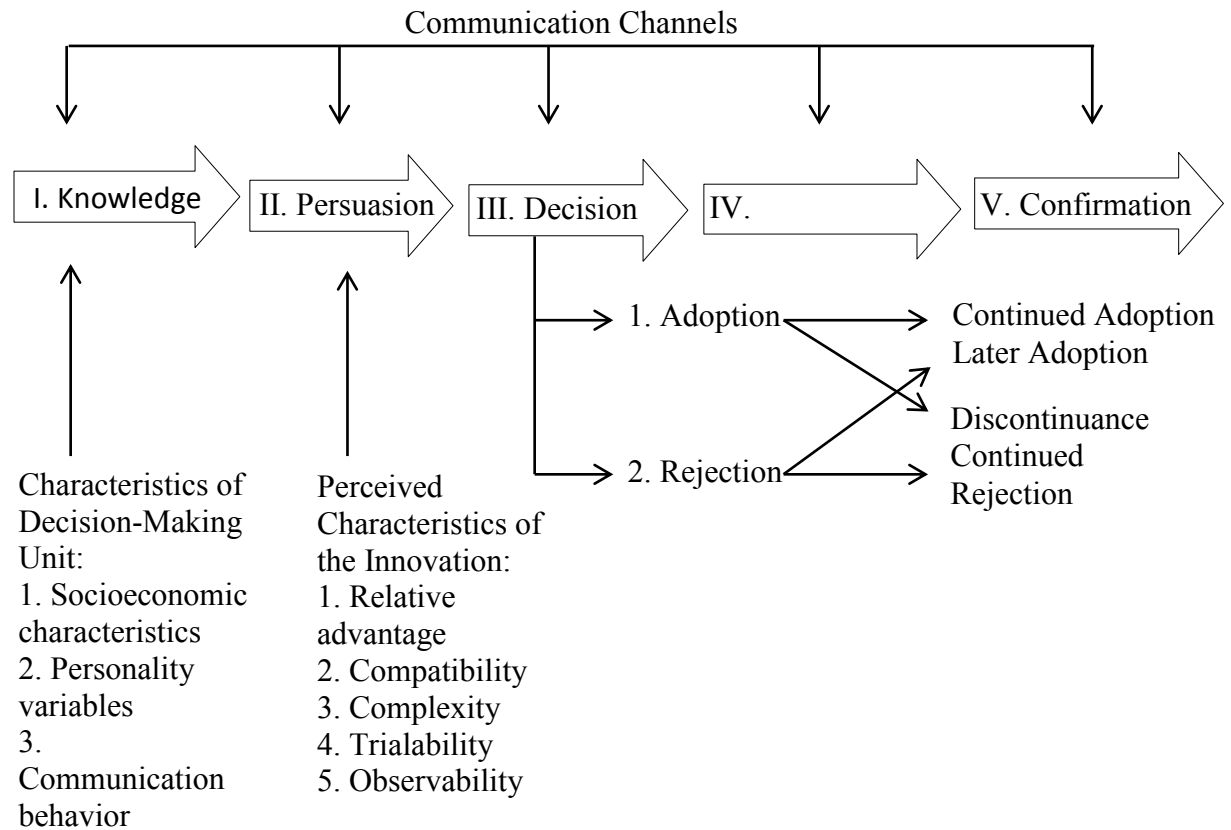 Communication Channels
I. Knowledge
II. Persuasion
III. Decision
IV.
V. Confirmation
1. Adoption
2. Rejection
Continued Adoption
Later Adoption
Discontinuance
Continued
Rejection
Characteristics of
Decision-Making
Unit:
1. Socioeconomic
characteristics
2. Personality
variables
3.
Communication
behavior
Perceived
Characteristics of
the Innovation:
1. Relative
advantage
2. Compatibility
3. Complexity
4. Trialability
5. Observability